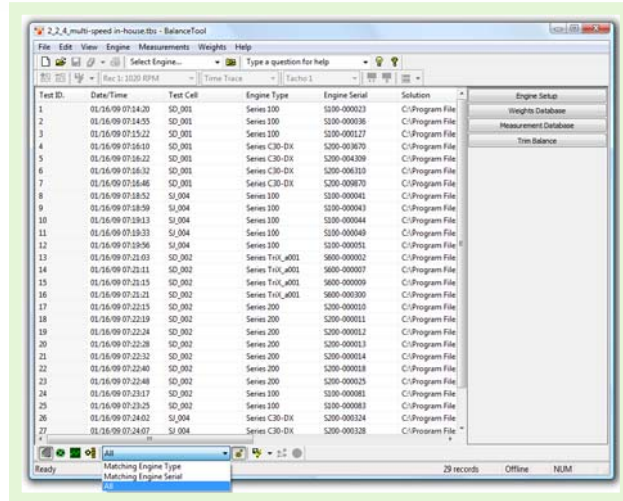 2_2_4_multi-speed in-house.tbs - BalanceTool
File Edit View Engine Measurements Weights Help
Select Engine... Type a question for help
Rec 1: 1020 RPM Time Trace Tacho 1
Test ID. Date/Time Test Cell Engine Type Engine Serial Solution
1 01/16/09 07:14:20 SD_001 Series 100 S100-000023 C:\Program File
2 01/16/09 07:14:55 SD_001 Series 100 S100-000036 C:\Program File
3 01/16/09 07:15:22 SD_001 Series 100 S100-000127 C:\Program File
4 01/16/09 07:16:10 SD_001 Series C30-DX S200-003670 C:\Program File
5 01/16/09 07:16:22 SD_001 Series C30-DX S200-004309 C:\Program File
6 01/16/09 07:16:32 SD_001 Series C30-DX S200-006310 C:\Program File
7 01/16/09 07:16:46 SD_001 Series C30-DX S200-009870 C:\Program File
8 01/16/09 07:18:52 SJ_004 Series 100 S100-000041 C:\Program File
9 01/16/09 07:18:59 SJ_004 Series 100 S100-000043 C:\Program File
10 01/16/09 07:19:13 SJ_004 Series 100 S100-000044 C:\Program File
11 01/16/09 07:19:33 SJ_004 Series 100 S100-000049 C:\Program File
12 01/16/09 07:19:56 SJ_004 Series 100 S100-000051 C:\Program File
13 01/16/09 07:21:03 SD_002 Series TriX_a001 S600-000002 C:\Program File
14 01/16/09 07:21:11 SD_002 Series TriX_a001 S600-000007 C:\Program File
15 01/16/09 07:21:15 SD_002 Series TriX_a001 S600-000009 C:\Program File
16 01/16/09 07:21:21 SD_002 Series TriX_a001 S600-000300 C:\Program File
17 01/16/09 07:22:15 SD_002 Series 200 S200-000010 C:\Program File
18 01/16/09 07:22:19 SD_002 Series 200 S200-000011 C:\Program File
19 01/16/09 07:22:24 SD_002 Series 200 S200-000012 C:\Program File
20 01/16/09 07:22:28 SD_002 Series 200 S200-000013 C:\Program File
21 01/16/09 07:22:32 SD_002 Series 200 S200-000014 C:\Program File
22 01/16/09 07:22:40 SD_002 Series 200 S200-000018 C:\Program File
23 01/16/09 07:22:48 SD_002 Series 200 S200-000025 C:\Program File
24 01/16/09 07:23:17 SD_002 Series 100 S100-000081 C:\Program File
25 01/16/09 07:23:25 SD_002 Series 100 S100-000083 C:\Program File
26 01/16/09 07:24:02 SJ_004 Series C30-DX S200-000324 C:\Program File
27 01/16/09 07:24:07 SJ_004 Series C30-DX S200-000328 C:\Program File
Engine Setup
Weights Database
Measurement Database
Trim Balance
All
Matching Engine Type
Matching Engine Serial
All
Ready 29 records Offline NUM